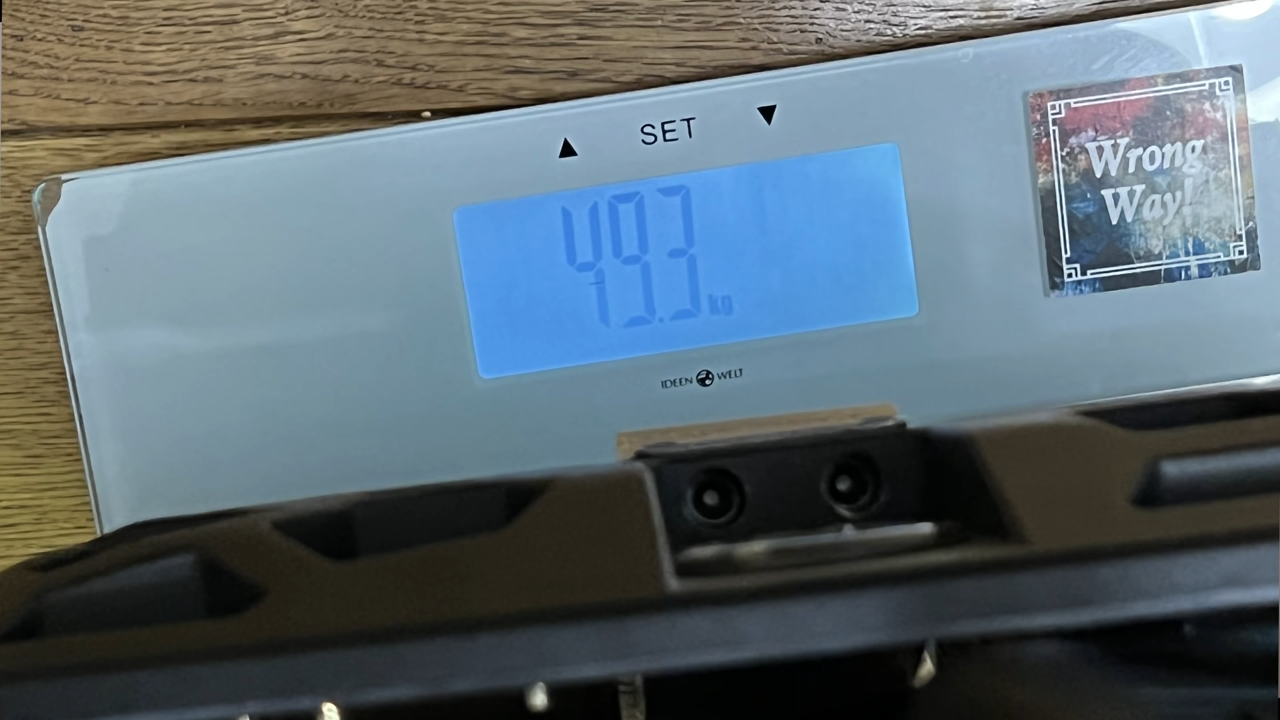 ▲ SET ▼
49.3 kg
IDEEN WELT
Wrong
Way!